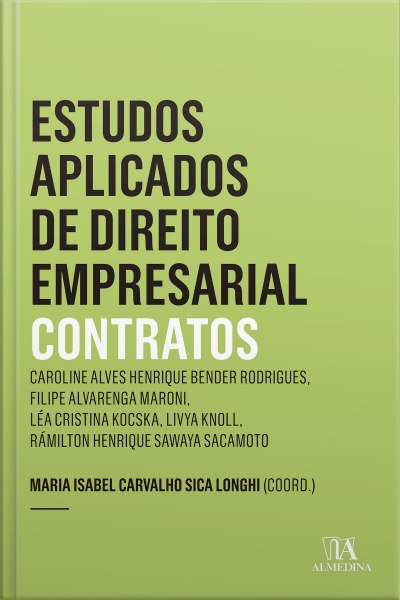 ESTUDOS
APLICADOS
DE DIREITO
EMPRESARIAL
CONTRATOS
CAROLINE ALVES HENRIQUE BENDER RODRIGUES,
FILIPE ALVARENGA MARONI,
LÉA CRISTINA KOCSKA, LIVYA KNOLL,
RÁMILTON HENRIQUE SAWAYA SACAMOTO
MARIA ISABEL CARVALHO SICA LONGHI (COORD.)
ALMEDINA